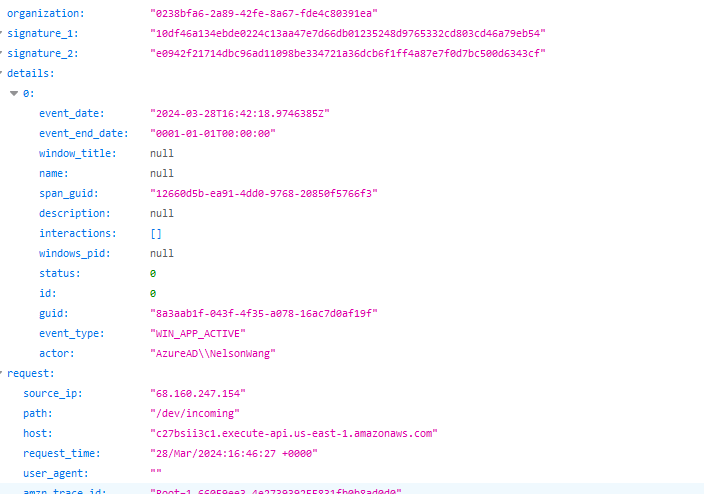 organization: "0238bfa6-2a89-42fe-8a67-fde4c80391ea"
signature_1: "10df46a134ebde0224c13aa47e7d66db01235248d9765332cd803cd46a79eb54"
signature_2: "e0942f21714dbc96ad11098be334721a36dcb6f1ff4a87e7f0d7bc500d6343cf"
details:
0:
event_date: "2024-03-28T16:42:18.9746385Z"
event_end_date: "0001-01-01T00:00:00"
window_title: null
name: null
span_guid: "12660d5b-ea91-4dd0-9768-20850f5766f3"
description: null
interactions: []
windows_pid: null
status: 0
id: 0
guid: "8a3aab1f-043f-4f35-a078-16ac7d0af19f"
event_type: "WIN_APP_ACTIVE"
actor: "AzureAD\\NelsonWang"
request:
source_ip: "68.160.247.154"
path: "/dev/incoming"
host: "c27bsii3c1.execute-api.us-east-1.amazonaws.com"
request_time: "28/Mar/2024:16:46:27 +0000"
user_agent: ""
amzn_trace_id: